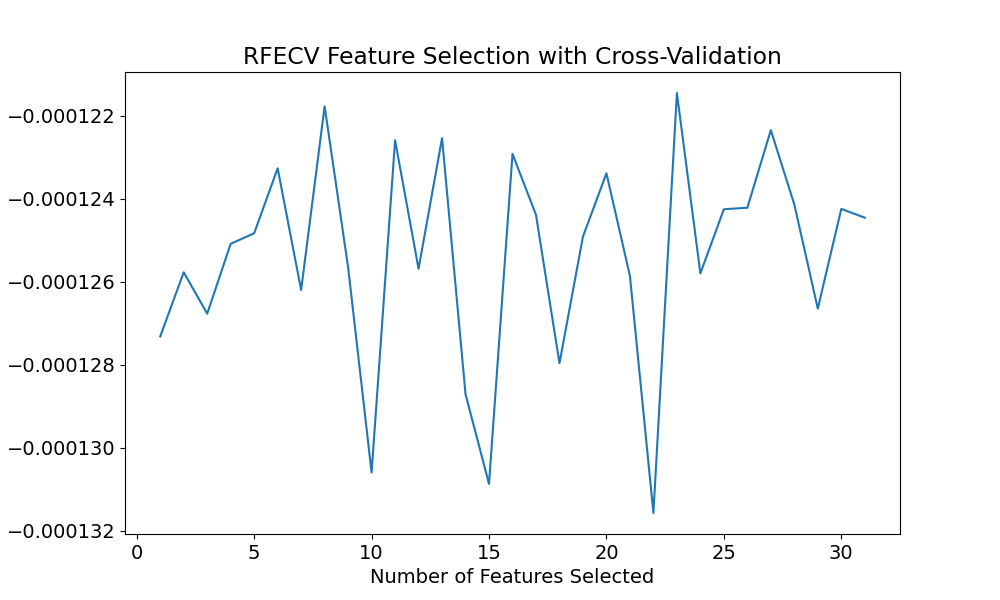 RFECV Feature Selection with Cross-Validation
−0.000122
−0.000124
−0.000126
−0.000128
−0.000130
−0.000132
0 5 10 15 20 25 30
Number of Features Selected